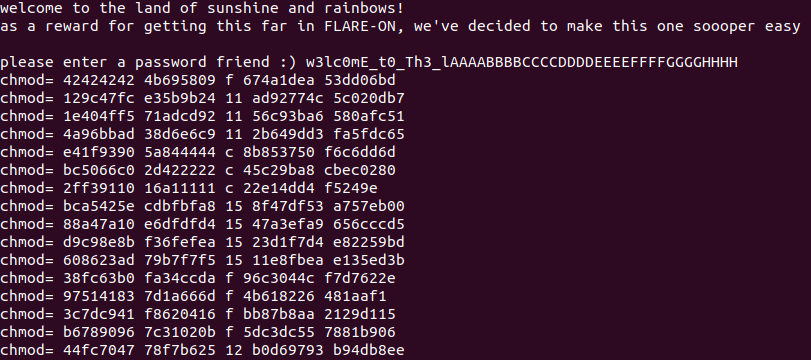 welcome to the land of sunshine and rainbows!
as a reward for getting this far in FLARE-ON, we've decided to make this one soooper easy
please enter a password friend :) w3lc0mE_t0_Th3_lAAAABBBBCCCCDDDDEEEEFFFFGGGGHHHH
chmod= 42424242 4b695809 f 674a1dea 53dd06bd
chmod= 129c47fc e35b9b24 11 ad92774c 5c020db7
chmod= 1e404ff5 71adcd92 11 56c93ba6 580afc51
chmod= 4a96bbad 38d6e6c9 11 2b649dd3 fa5fdc65
chmod= e41f9390 5a844444 c 8b853750 f6c6dd6d
chmod= bc5066c0 2d422222 c 45c29ba8 cbec0280
chmod= 2ff39110 16a11111 c 22e14dd4 f5249e
chmod= bca5425e cdbfbfa8 15 8f47df53 a757eb00
chmod= 88a47a10 e6dfdfd4 15 47a3efa9 656cccd5
chmod= d9c98e8b f36fefea 15 23d1f7d4 e82259bd
chmod= 608623ad 79b7f7f5 15 11e8fbea e135ed3b
chmod= 38fc63b0 fa34ccda f 96c3044c f7d7622e
chmod= 97514183 7d1a666d f 4b618226 481aaf1
chmod= 3c7dc941 f8620416 f bb87b8aa 2129d115
chmod= b6789096 7c31020b f 5dc3dc55 7881b906
chmod= 44fc7047 78f7b625 12 b0d69793 b94db8ee